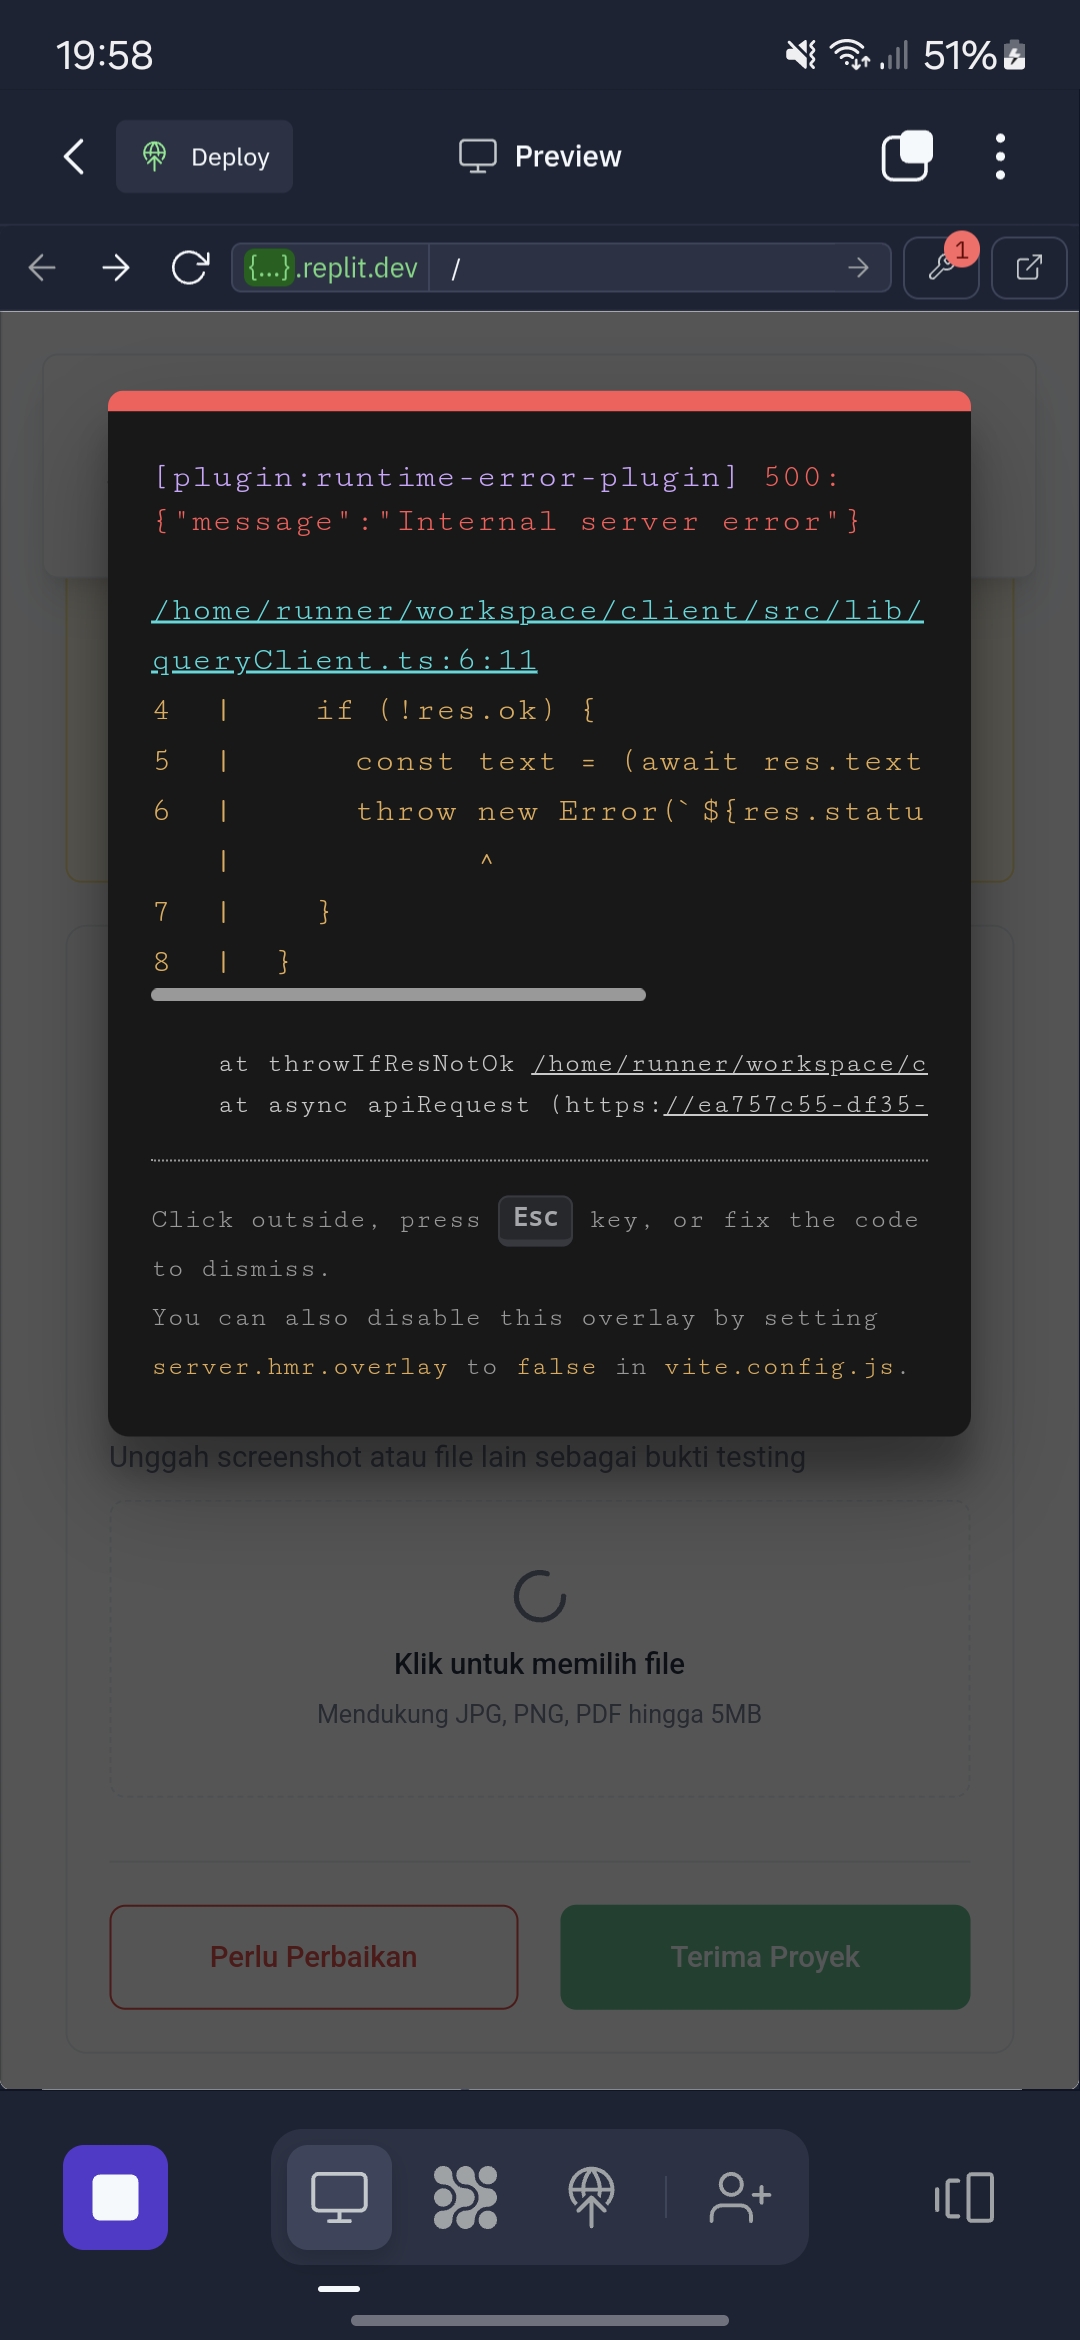 19:58
51%
Deploy
Preview
{...}.replit.dev
/
1
[plugin:runtime-error-plugin] 500:
{"message":"Internal server error"}
/home/runner/workspace/client/src/lib/
queryClient.ts:6:11
4 | if (!res.ok) {
5 | const text = (await res.text
6 | throw new Error(`${res.statu
| ^
7 | }
8 | }
at throwIfResNotOk /home/runner/workspace/c
at async apiRequest (https://ea757c55-df35-
Click outside, press Esc key, or fix the code
to dismiss.
You can also disable this overlay by setting
server.hmr.overlay to false in vite.config.js.
Unggah screenshot atau file lain sebagai bukti testing
Klik untuk memilih file
Mendukung JPG, PNG, PDF hingga 5MB
Perlu Perbaikan
Terima Proyek